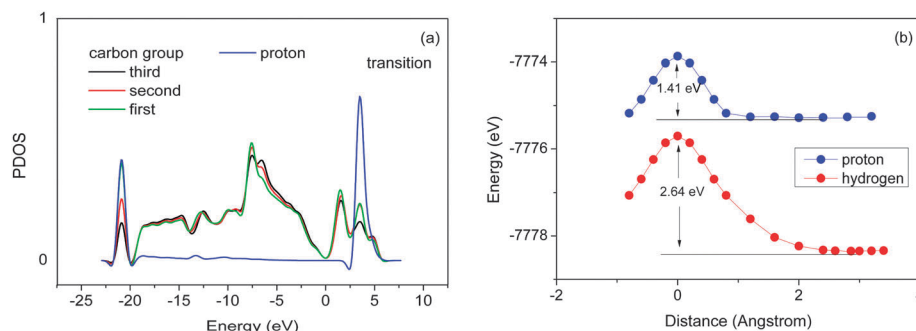 1
(a)
carbon group
proton
third
transition
second
first
PDOS
0
-25 -20 -15 -10 -5 0 5 10
Energy (eV)
(b)
-7774
1.41 eV
-7776
proton
hydrogen
2.64 eV
-7778
Energy (eV)
-2 0 2
Distance (Angstrom)